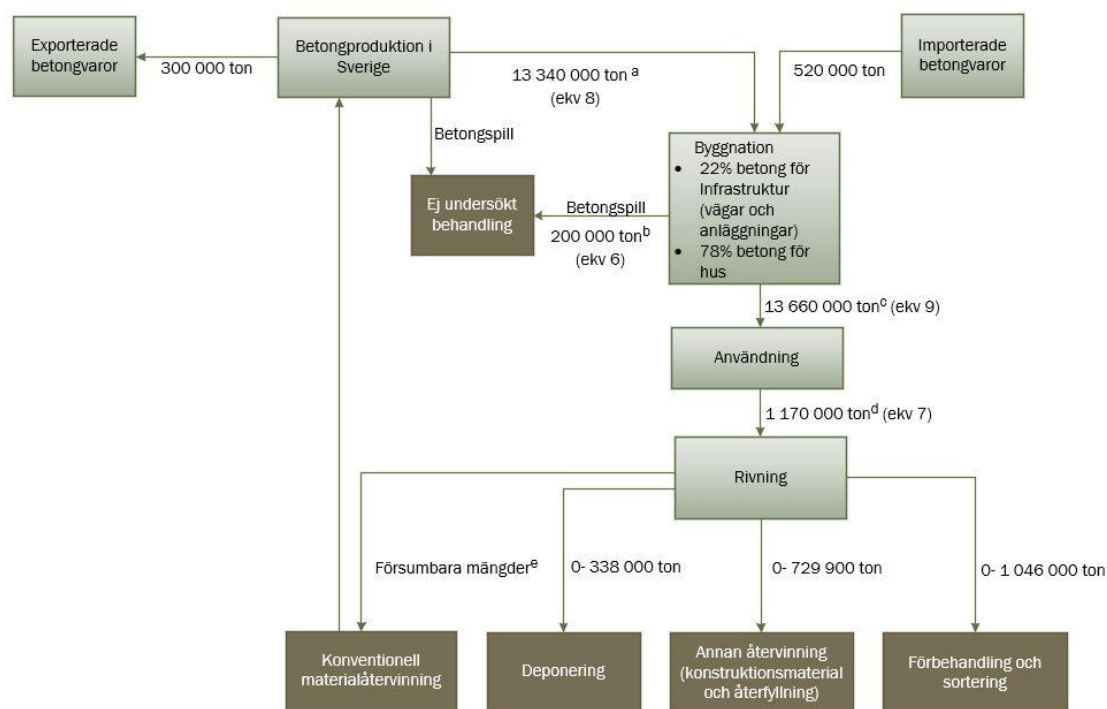 Exporterade
betongvaror
300 000 ton
Betongproduktion i
Sverige
13 340 000 ton a
(ekv 8)
520 000 ton
Importerade
betongvaror
Betongspill
Byggnation
• 22% betong för
Infrastruktur
(vägar och
anläggningar)
• 78% betong för
hus
Ej undersökt
behandling
Betongspill
200 000 ton b
(ekv 6)
13 660 000 ton c (ekv 9)
Användning
1 170 000 ton d (ekv 7)
Rivning
Försumbara mängder e
0- 338 000 ton
0- 729 900 ton
0- 1 046 000 ton
Konventionell
materialåtervinning
Deponering
Annan återvinning
(konstruktionsmaterial
och återfyllning)
Förbehandling och
sortering